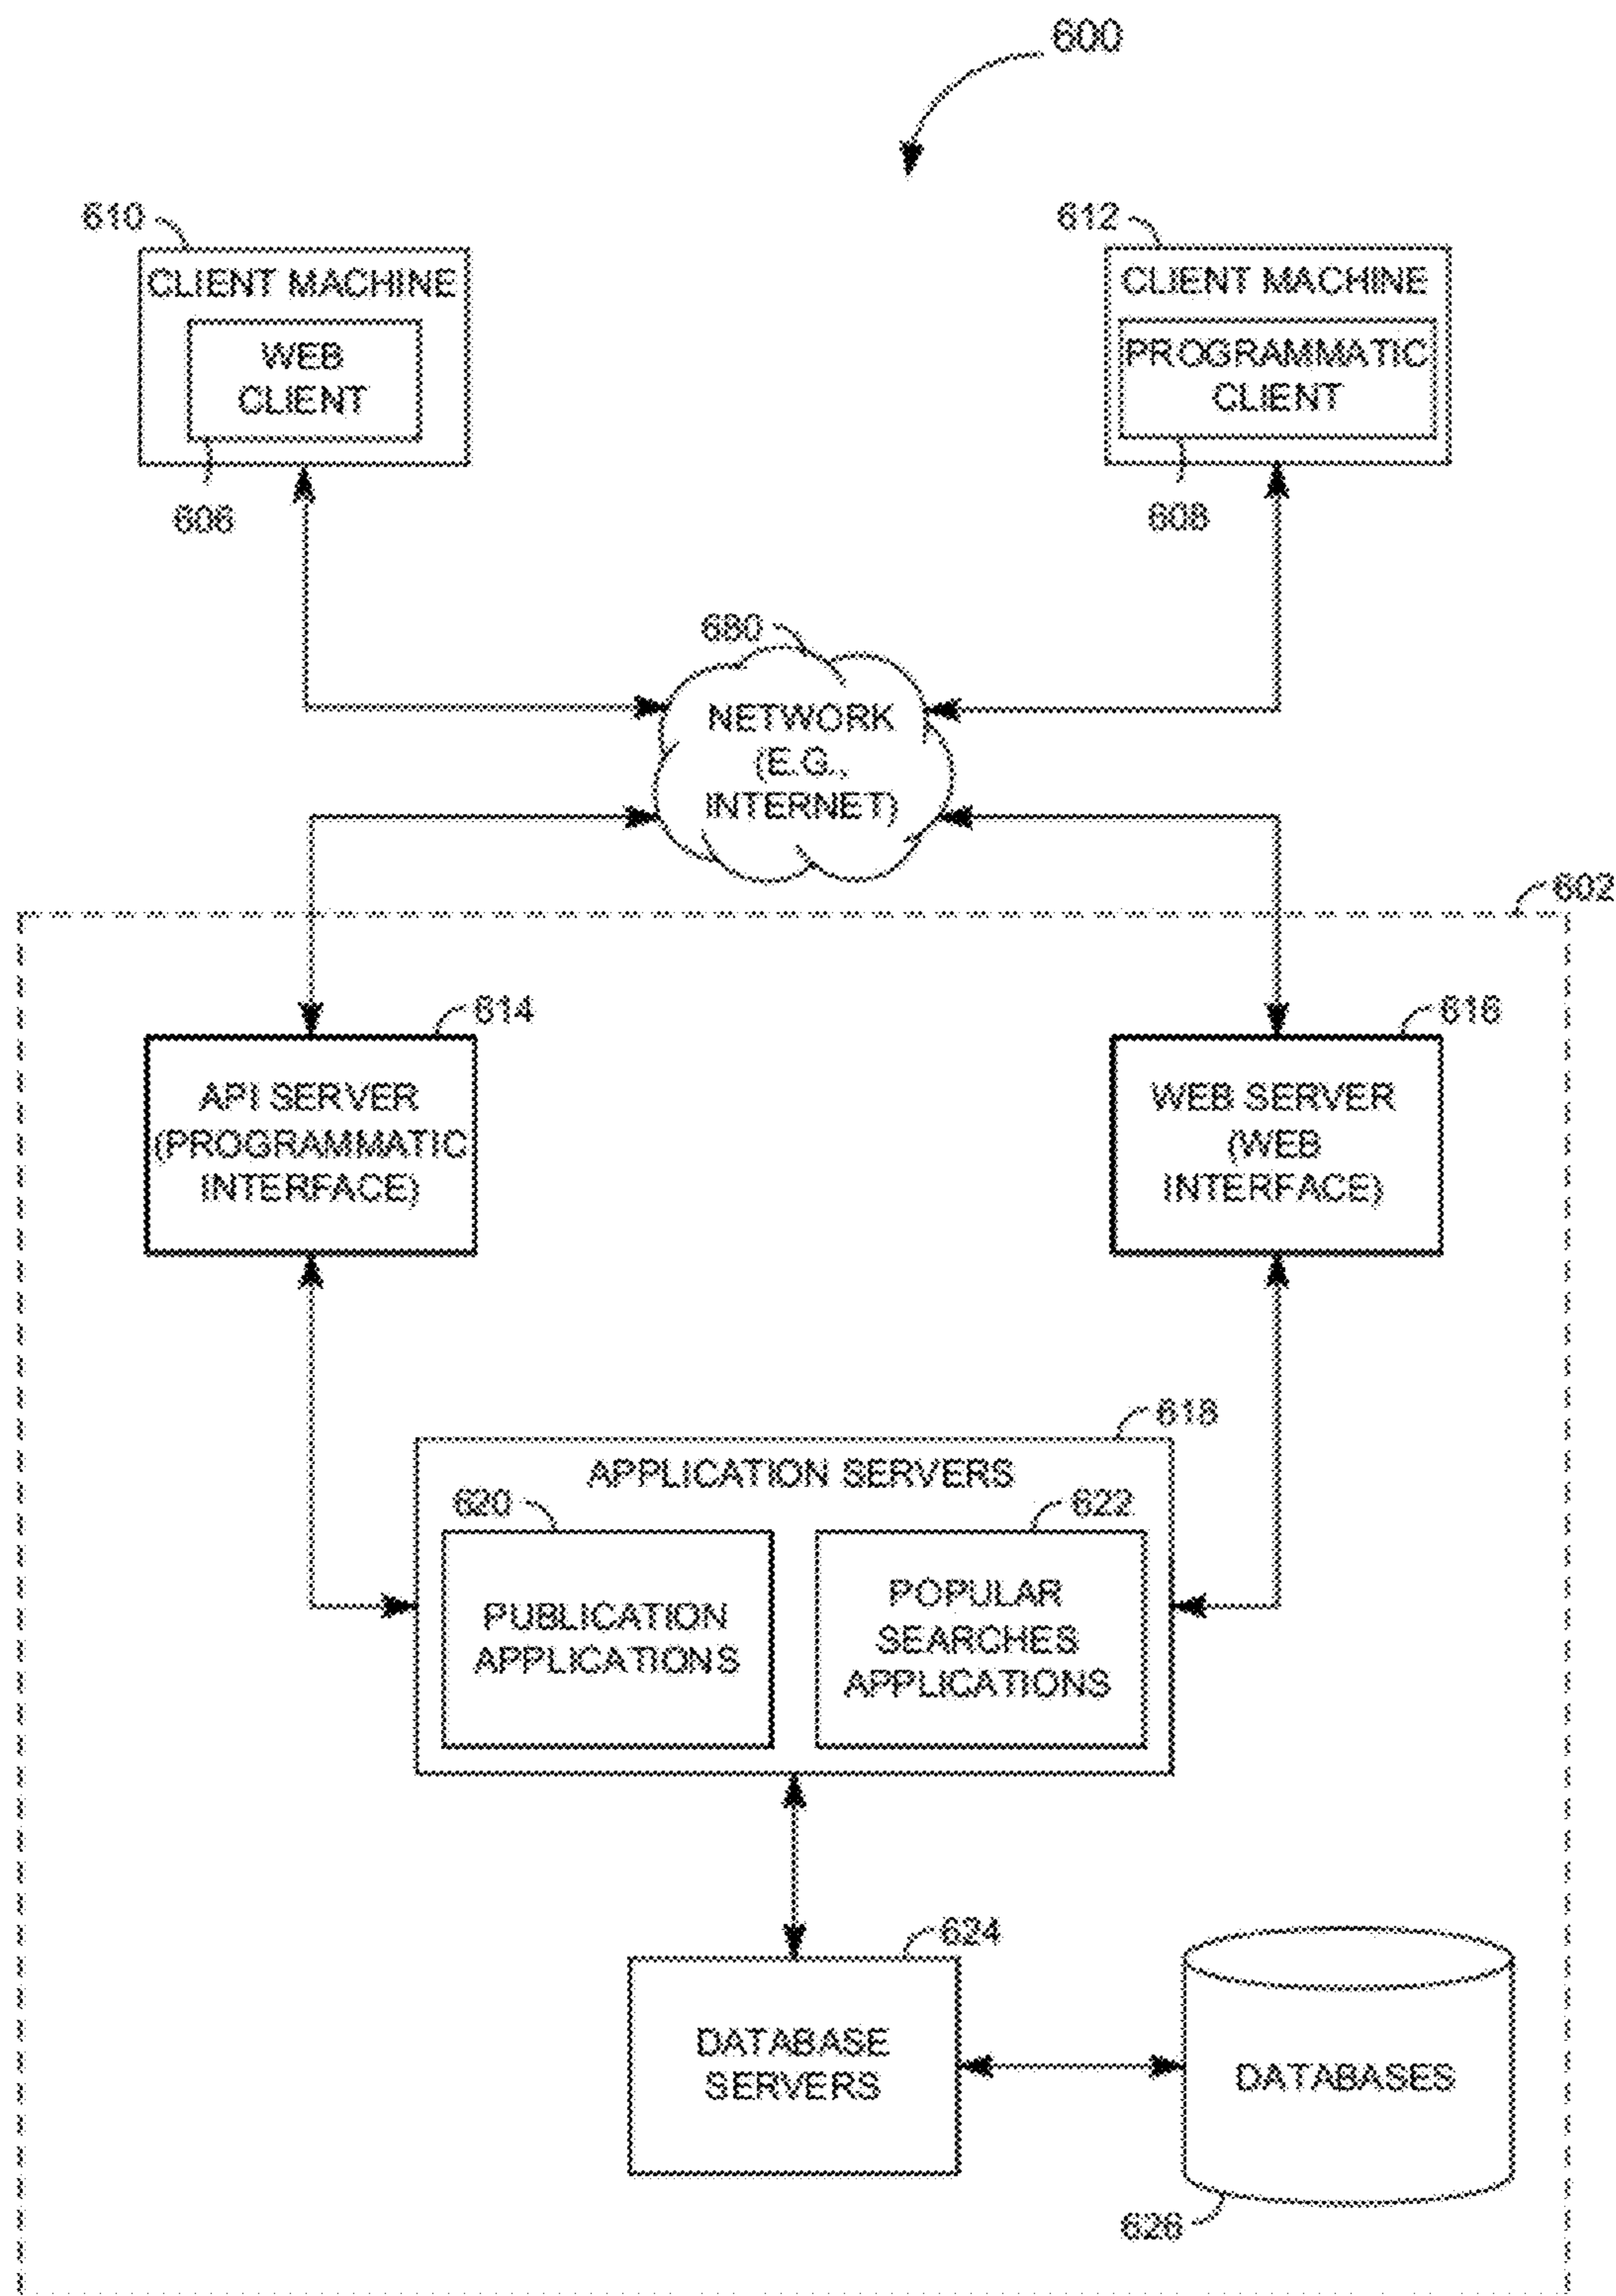 600
610
612
CLIENT MACHINE
WEB
CLIENT
606
CLIENT MACHINE
PROGRAMMATIC
CLIENT
608
680
NETWORK
(E.G.,
INTERNET)
602
614
616
API SERVER
(PROGRAMMATIC
INTERFACE)
WEB SERVER
(WEB
INTERFACE)
618
APPLICATION SERVERS
620
622
PUBLICATION
APPLICATIONS
POPULAR
SEARCHES
APPLICATIONS
624
DATABASE
SERVERS
DATABASES
626